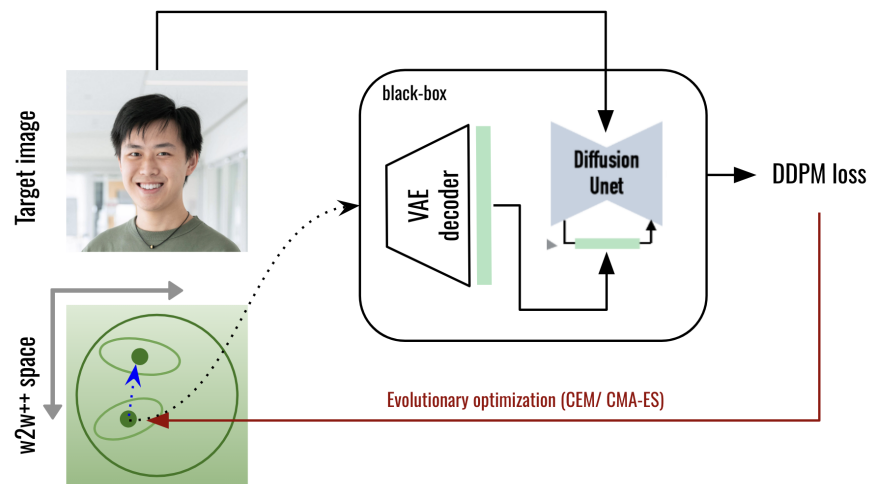 Target image
black-box
VAE
decoder
Diffusion
Unet
DDPM loss
w2w++ space
Evolutionary optimization (CEM/ CMA-ES)